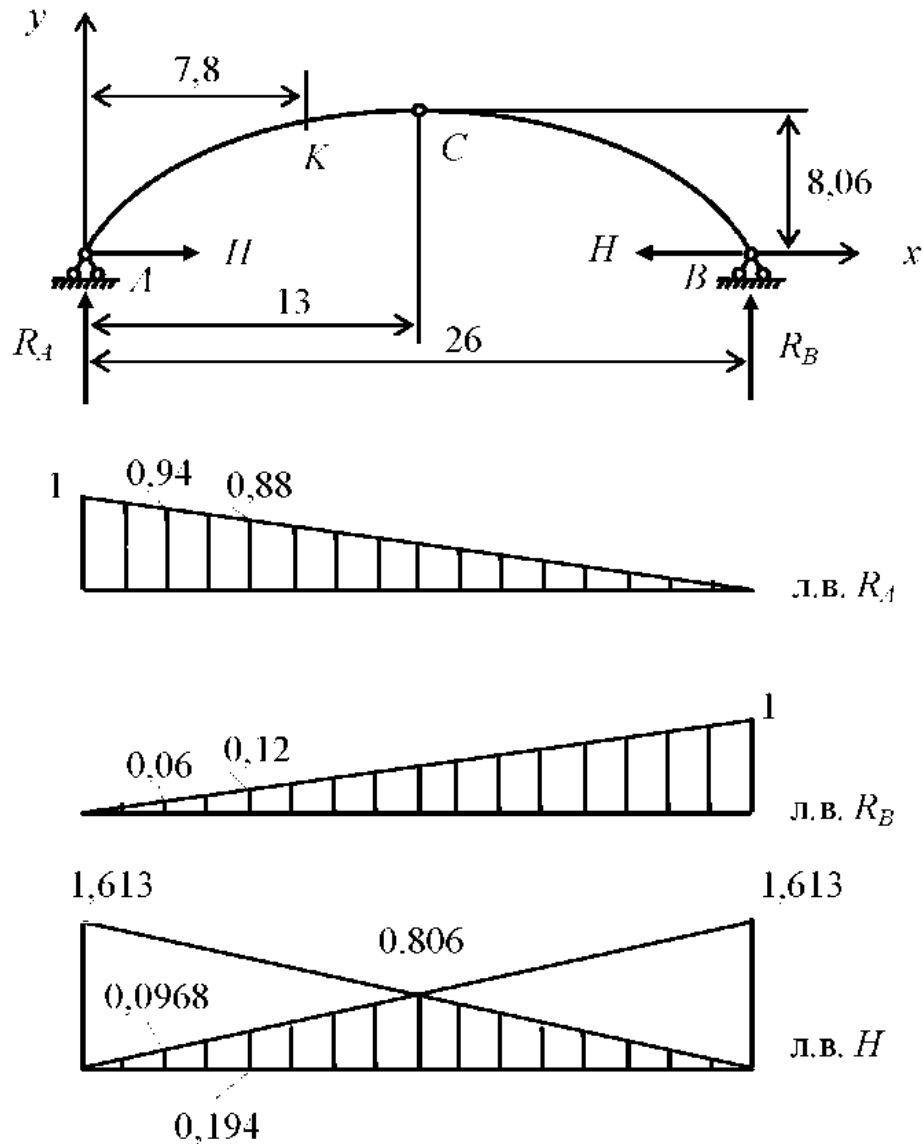 y
7,8
K
C
8,06
H
H
A
B
x
13
26
R_A
R_B
1
0,94
0,88
л.в. R_A
1
0,06
0,12
л.в. R_B
1,613
1,613
0.806
0,0968
л.в. H
0,194